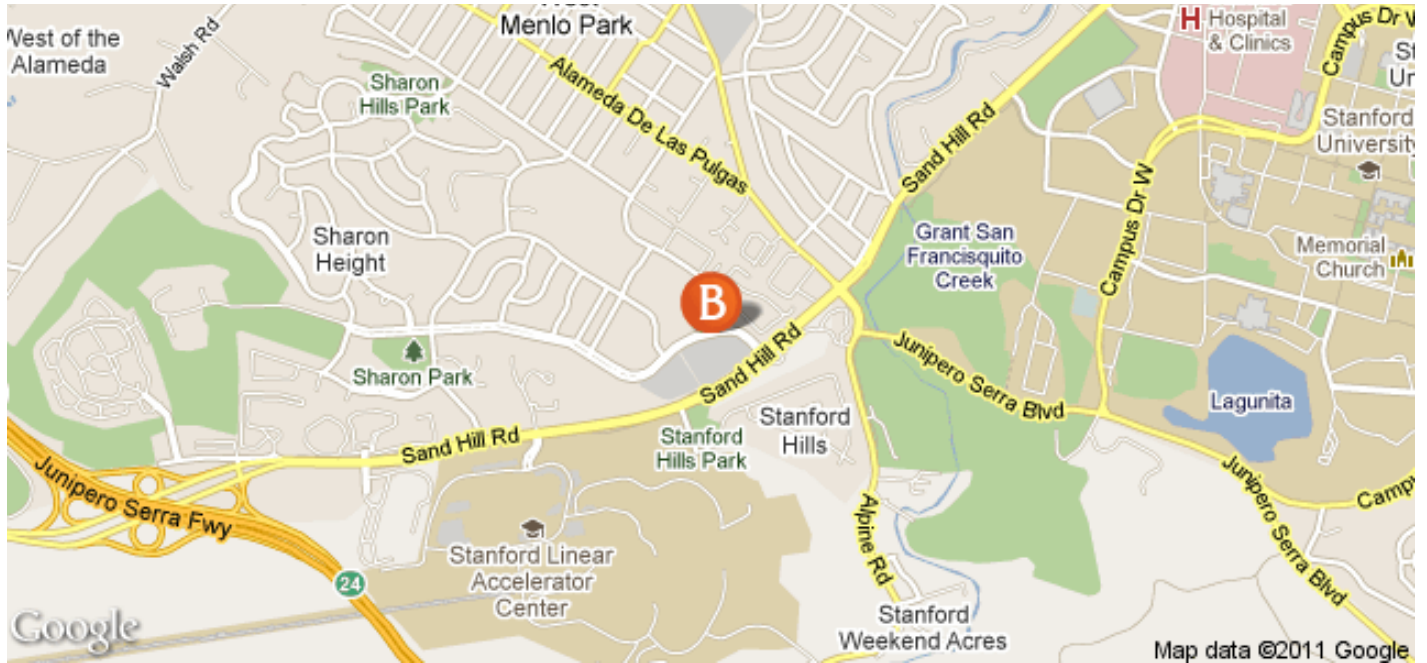 West
Menlo Park
H
Hospital
& Clinics
Campus Dr W
West of the
Alameda
Walsh Rd
Sharon
Hills Park
Alameda De Las Pulgas
Sand Hill Rd
Stanford
University
Campus Dr W
Grant San
Francisquito
Creek
Sharon
Height
Memorial
Church
B
Sharon Park
Sand Hill Rd
Junipero Serra Blvd
Lagunita
Stanford
Hills
Stanford
Hills Park
Sand Hill Rd
Junipero Serra Fwy
Alpine Rd
Junipero Serra Blvd
Stanford Linear
Accelerator
Center
24
Stanford
Weekend Acres
Google
Map data ©2011 Google